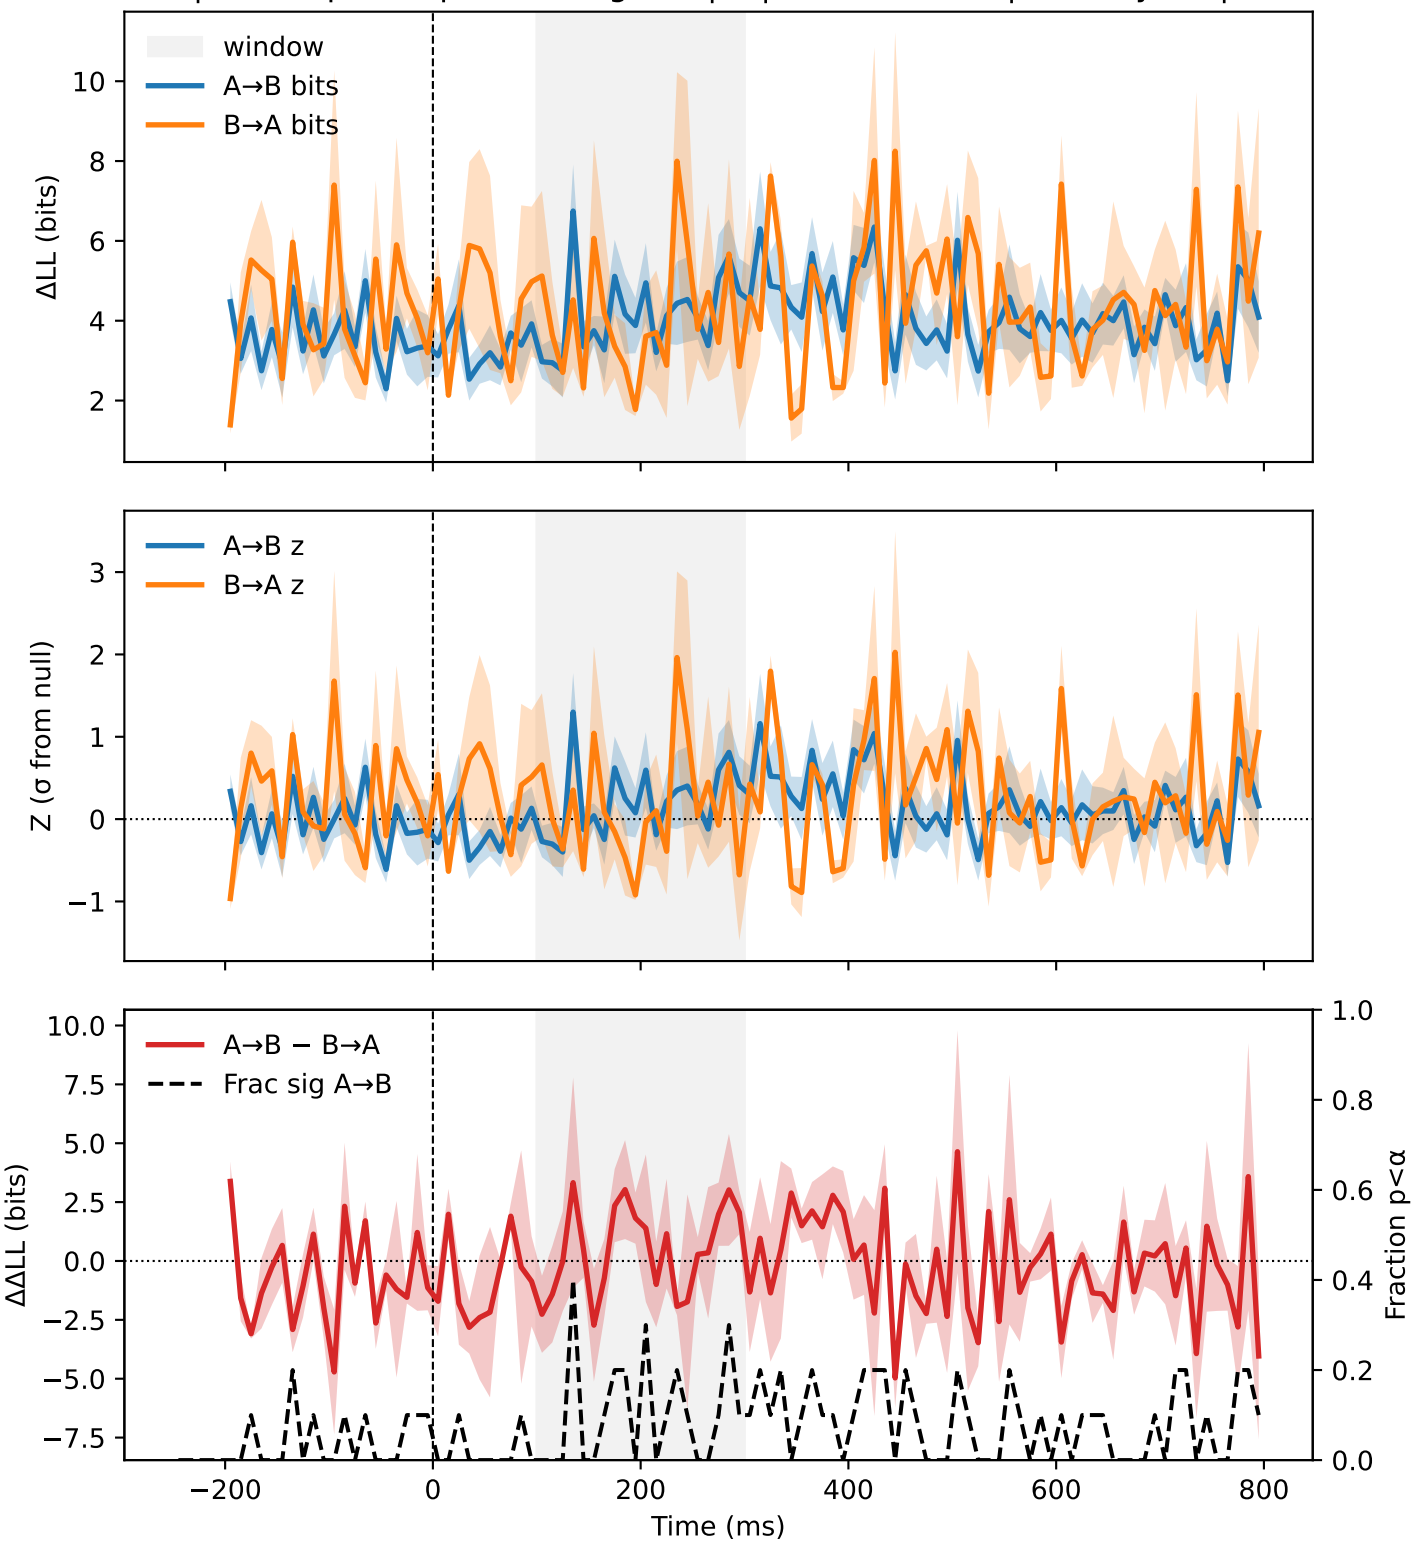 window
A→B bits
B→A bits
10
8
6
4
2
ΔLL (bits)
A→B z
B→A z
3
2
1
0
−1
Z (σ from null)
A→B − B→A
Frac sig A→B
10.0
7.5
5.0
2.5
0.0
−2.5
−5.0
−7.5
ΔΔLL (bits)
1.0
0.8
0.6
0.4
0.2
0.0
Fraction p<α
−200 0 200 400 600 800
Time (ms)